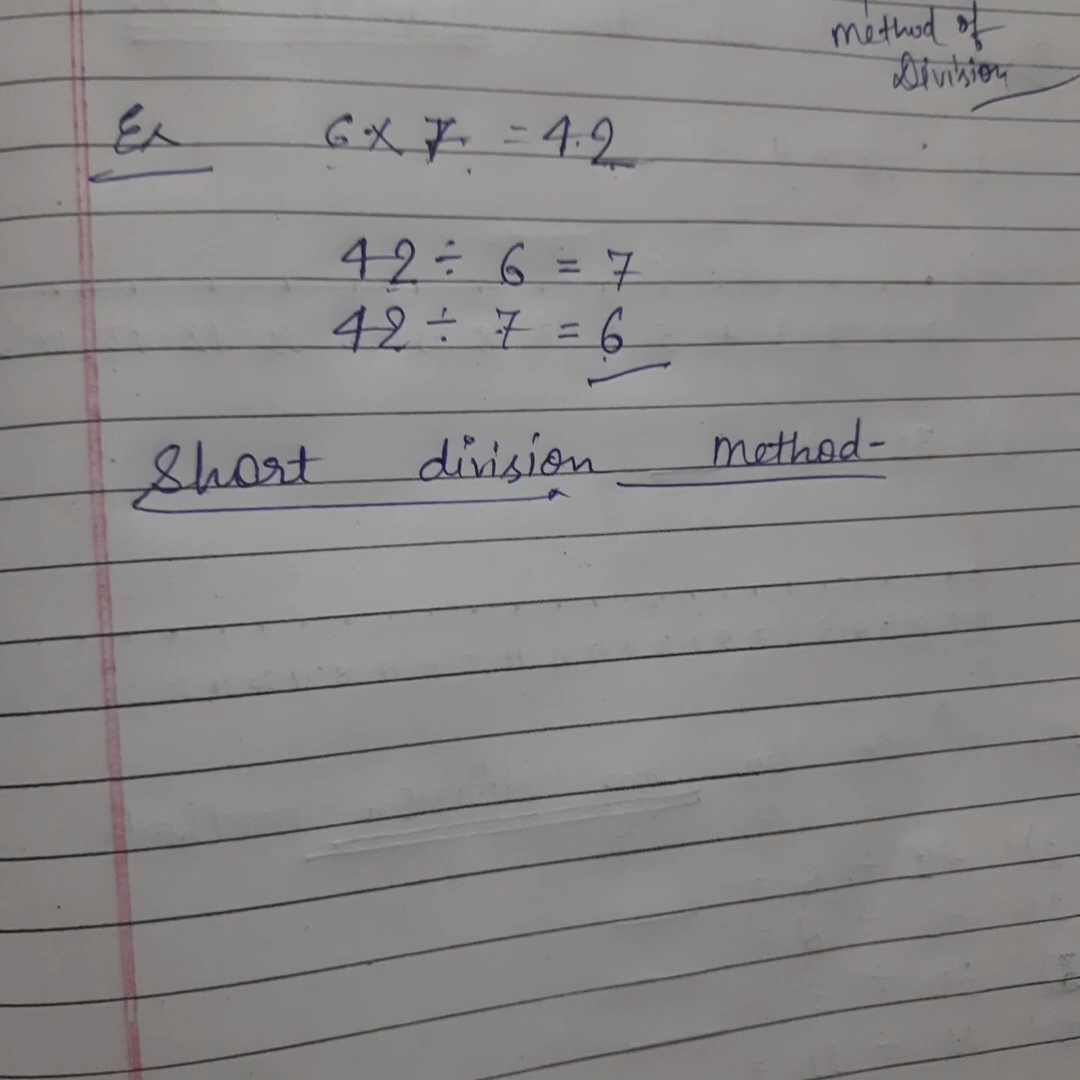 method of
Division
Ex 6 x 7 = 42
42 ÷ 6 = 7
42 ÷ 7 = 6
Short division method-